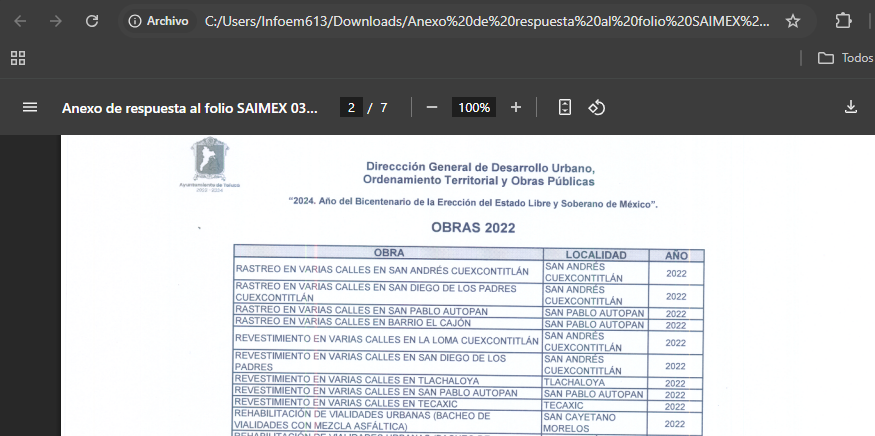 Archivo
C:/Users/Infoem613/Downloads/Anexo%20de%20respuesta%20al%20folio%20SAIMEX%2...
Todos
Anexo de respuesta al folio SAIMEX 03...
2 / 7
100%
Ayuntamiento de Toluca
2022 - 2024
Direccción General de Desarrollo Urbano,
Ordenamiento Territorial y Obras Públicas
"2024. Año del Bicentenario de la Erección del Estado Libre y Soberano de México".
OBRAS 2022
OBRA LOCALIDAD AÑO
RASTREO EN VARIAS CALLES EN SAN ANDRÉS CUEXCONTITLÁN SAN ANDRÉS CUEXCONTITLÁN 2022
RASTREO EN VARIAS CALLES EN SAN DIEGO DE LOS PADRES CUEXCONTITLÁN SAN ANDRÉS CUEXCONTITLÁN 2022
RASTREO EN VARIAS CALLES EN SAN PABLO AUTOPAN SAN PABLO AUTOPAN 2022
RASTREO EN VARIAS CALLES EN BARRIO EL CAJÓN SAN PABLO AUTOPAN 2022
REVESTIMIENTO EN VARIAS CALLES EN LA LOMA CUEXCONTITLÁN SAN ANDRÉS CUEXCONTITLÁN 2022
REVESTIMIENTO EN VARIAS CALLES EN SAN DIEGO DE LOS PADRES SAN ANDRÉS CUEXCONTITLÁN 2022
REVESTIMIENTO EN VARIAS CALLES EN TLACHALOYA TLACHALOYA 2022
REVESTIMIENTO EN VARIAS CALLES EN SAN PABLO AUTOPAN SAN PABLO AUTOPAN 2022
REVESTIMIENTO EN VARIAS CALLES EN TECAXIC TECAXIC 2022
REHABILITACIÓN DE VIALIDADES URBANAS (BACHEO DE VIALIDADES CON MEZCLA ASFÁLTICA) SAN CAYETANO MORELOS 2022